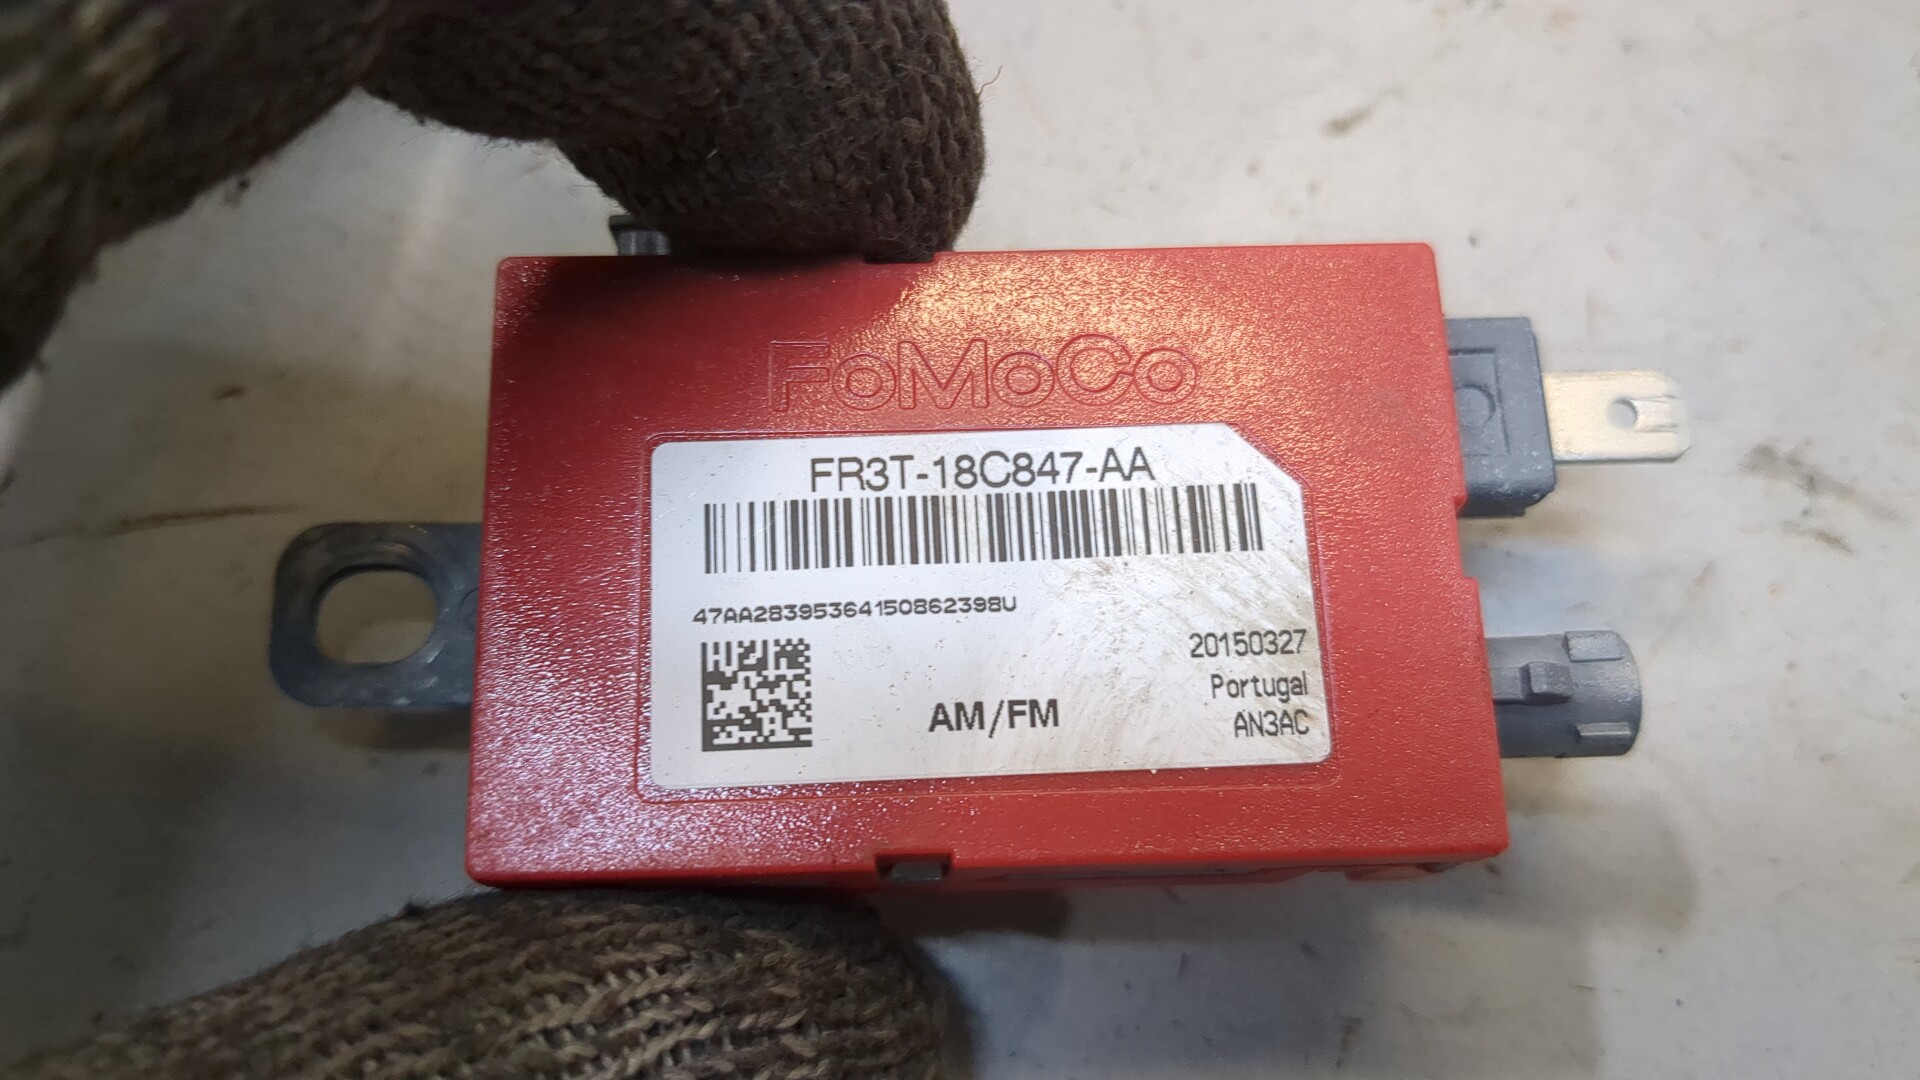 FoMoCo
FR3T-18C847-AA
47AA28395364150862398U
20150327
Portugal
AM/FM
AN3AC